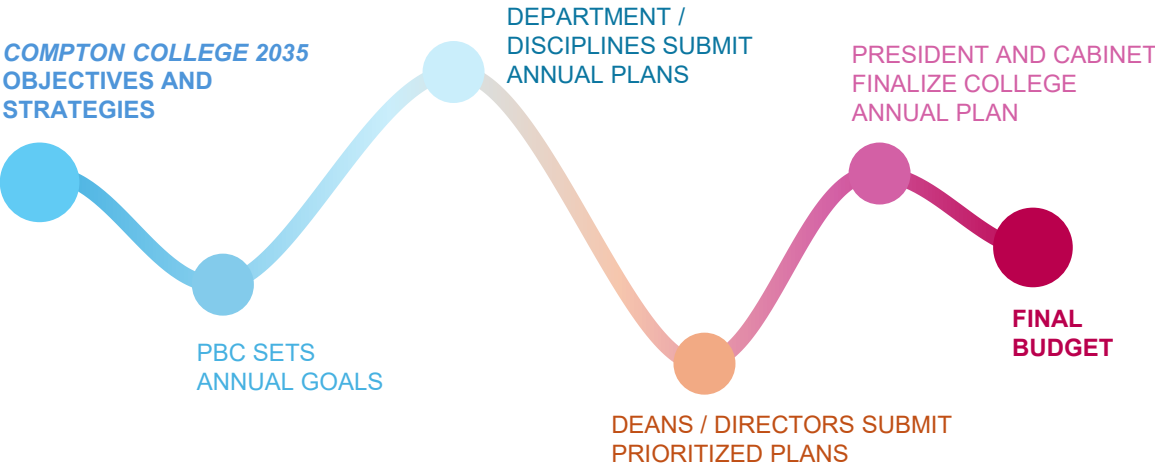 COMPTON COLLEGE 2035
OBJECTIVES AND
STRATEGIES
PBC SETS
ANNUAL GOALS
DEPARTMENT /
DISCIPLINES SUBMIT
ANNUAL PLANS
DEANS / DIRECTORS SUBMIT
PRIORITIZED PLANS
PRESIDENT AND CABINET
FINALIZE COLLEGE
ANNUAL PLAN
FINAL
BUDGET